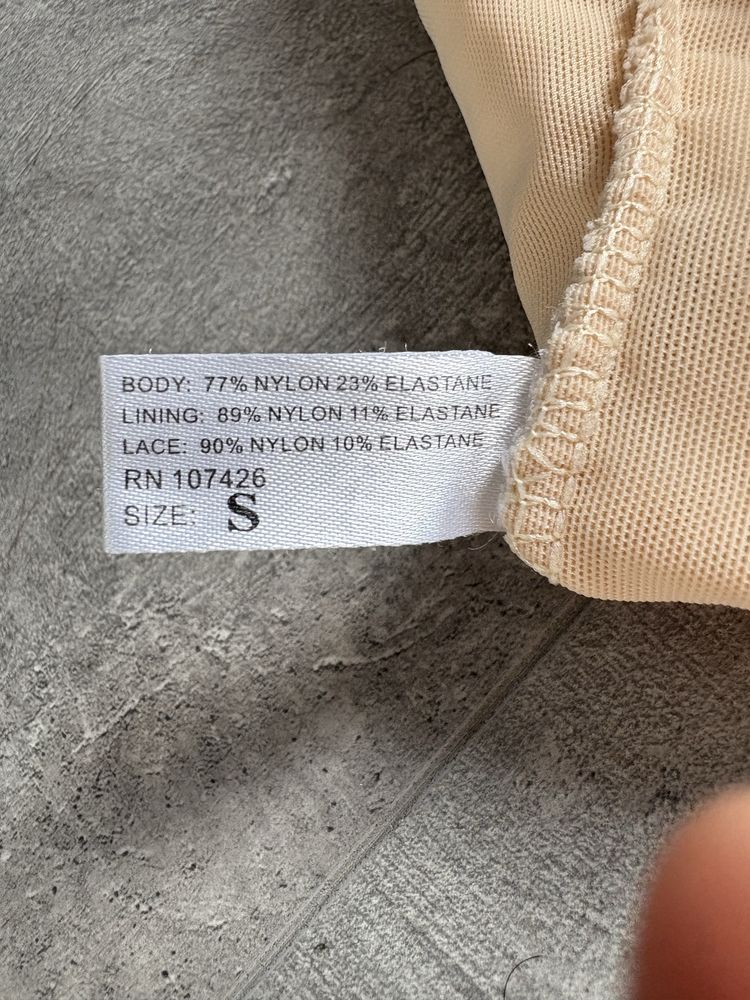 BODY: 77% NYLON 23% ELASTANE
LINING: 89% NYLON 11% ELASTANE
LACE: 90% NYLON 10% ELASTANE
RN 107426
SIZE: S